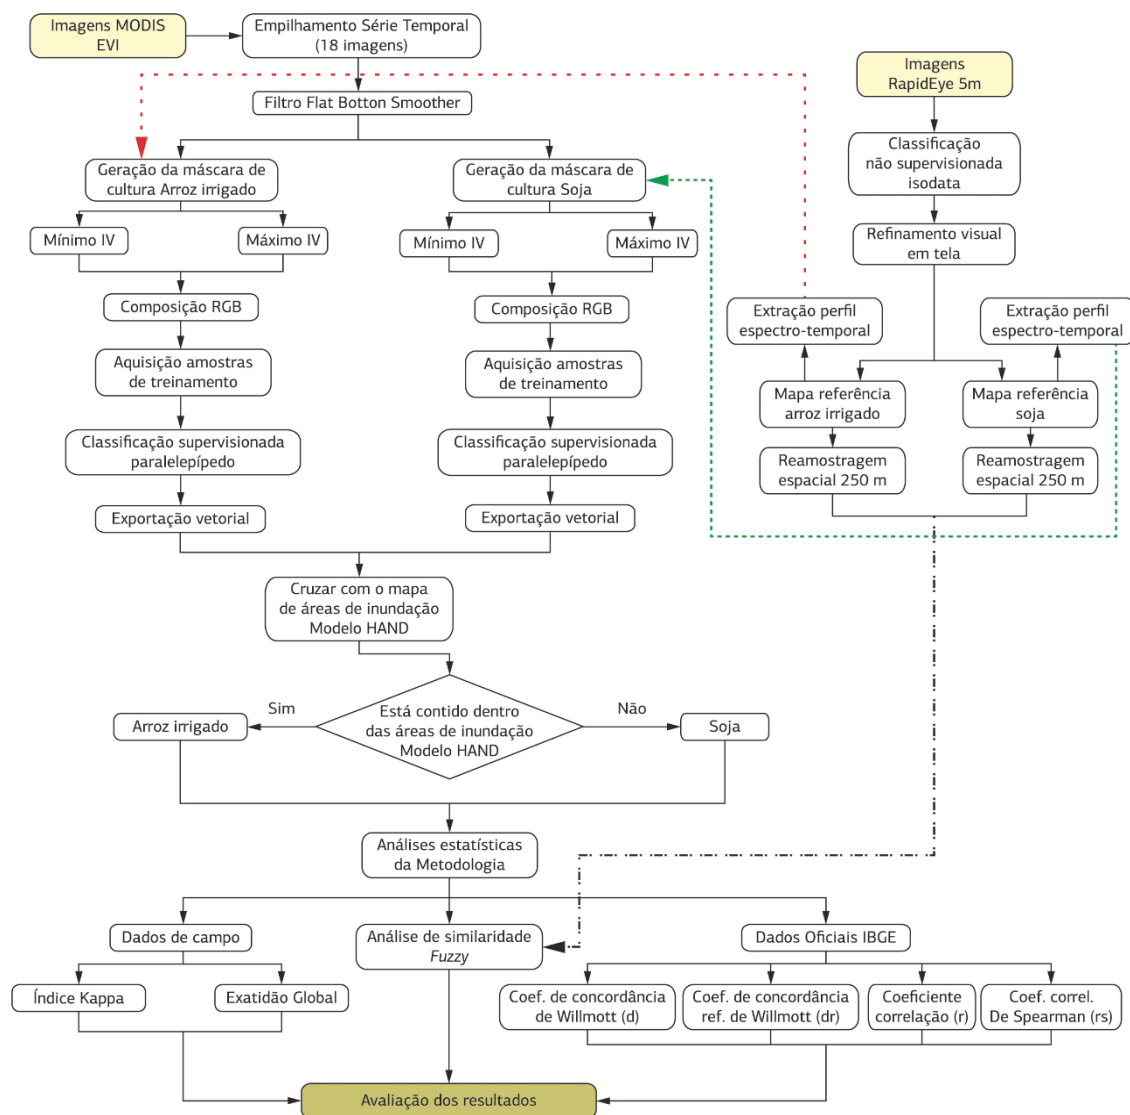 Imagens MODIS
EVI
Empilhamento Série Temporal
(18 imagens)
Imagens
RapidEye 5m
Filtro Flat Botton Smoother
Classificação
não supervisionada
isodata
Geração da máscara de
cultura Arroz irrigado
Geração da máscara de
cultura Soja
Mínimo IV
Máximo IV
Mínimo IV
Máximo IV
Refinamento visual
em tela
Composição RGB
Composição RGB
Extração perfil
espectro-temporal
Extração perfil
espectro-temporal
Aquisição amostras
de treinamento
Aquisição amostras
de treinamento
Mapa referência
arroz irrigado
Mapa referência
soja
Classificação supervisionada
paralelepípedo
Classificação supervisionada
paralelepípedo
Reamostragem
espacial 250 m
Reamostragem
espacial 250 m
Exportação vetorial
Exportação vetorial
Cruzar com o mapa
de áreas de inundação
Modelo HAND
Está contido dentro
das áreas de inundação
Modelo HAND
Sim
Não
Arroz irrigado
Soja
Análises estatísticas
da Metodologia
Dados de campo
Análise de similaridade
Fuzzy
Dados Oficiais IBGE
Índice Kappa
Exatidão Global
Coef. de concordância
de Willmott (d)
Coef. de concordância
ref. de Willmott (dr)
Coeficiente
correlação (r)
Coef. correl.
De Spearman (rs)
Avaliação dos resultados